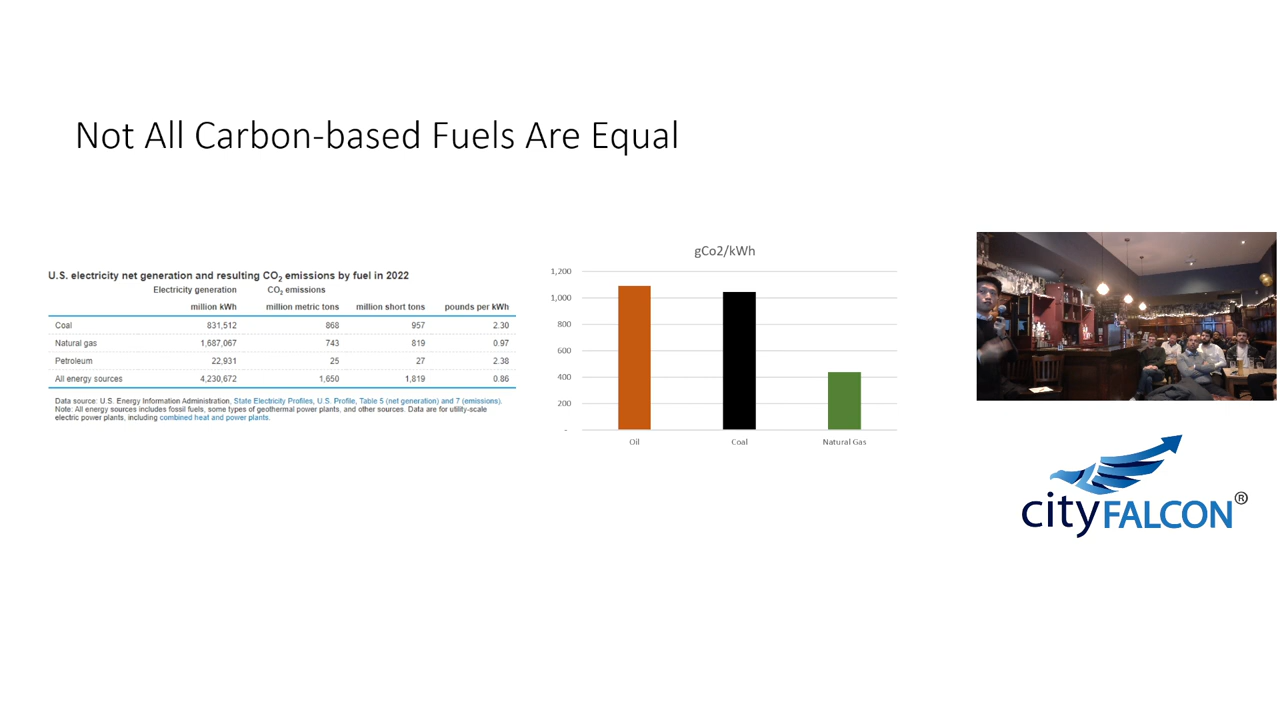 Not All Carbon-based Fuels Are Equal
U.S. electricity net generation and resulting CO2 emissions by fuel in 2022
Electricity generation CO2 emissions
million kWh million metric tons million short tons pounds per kWh
Coal 831,512 868 957 2.30
Natural gas 1,687,067 743 819 0.97
Petroleum 22,931 25 27 2.38
All energy sources 4,230,672 1,650 1,819 0.86
Data source: U.S. Energy Information Administration, State Electricity Profiles, U.S. Profile, Table 5 (net generation) and 7 (emissions).
Note: All energy sources includes fossil fuels, some types of geothermal power plants, and other sources. Data are for utility-scale
electric power plants, including combined heat and power plants.
gCo2/kWh
1,200
1,000
800
600
400
200
-
Oil Coal Natural Gas
cityFALCON®